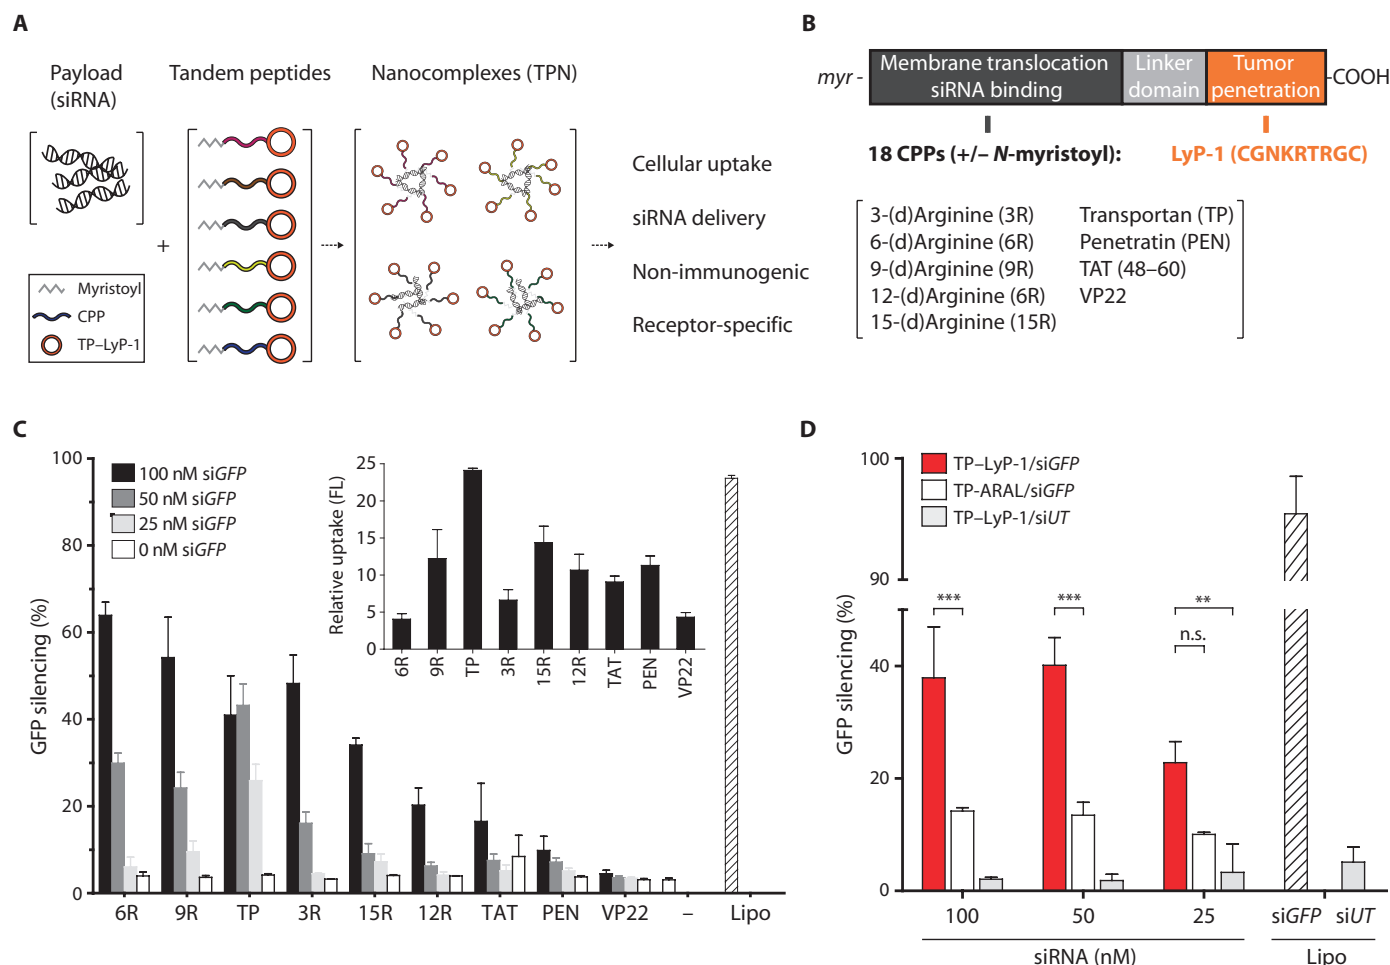 A
Payload
(siRNA)
Tandem peptides
Nanocomplexes (TPN)
+
Myristoyl
CPP
TP–LyP-1
Cellular uptake
siRNA delivery
Non-immunogenic
Receptor-specific
B
myr -
Membrane translocation
siRNA binding
Linker
domain
Tumor
penetration
-COOH
18 CPPs (+/– N-myristoyl):
LyP-1 (CGNKRTRGC)
3-(d)Arginine (3R)
6-(d)Arginine (6R)
9-(d)Arginine (9R)
12-(d)Arginine (6R)
15-(d)Arginine (15R)
Transportan (TP)
Penetratin (PEN)
TAT (48–60)
VP22
C
GFP silencing (%)
100
80
60
40
20
0
100 nM siGFP
50 nM siGFP
25 nM siGFP
0 nM siGFP
Relative uptake (FL)
25
20
15
10
5
0
6R 9R TP 3R 15R 12R TAT PEN VP22
6R 9R TP 3R 15R 12R TAT PEN VP22 – Lipo
D
TP–LyP-1/siGFP
TP-ARAL/siGFP
TP–LyP-1/siUT
GFP silencing (%)
100
90
40
20
0
***
***
**
n.s.
100 50 25 siGFP siUT
siRNA (nM) Lipo